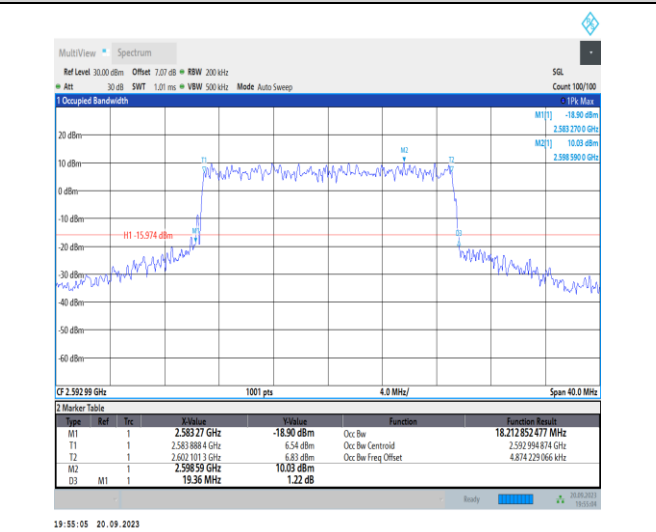 MultiView Spectrum
Ref Level 30.00 dBm Offset 7.07 dB RBW 200 kHz SGL
Att 30 dB SWT 1.01 ms VBW 500 kHz Mode Auto Sweep Count 100/100
1 Occupied Bandwidth 1Pk Max
M1[1] -18.90 dBm
2.583 270 0 GHz
M2[1] 10.03 dBm
2.598 590 0 GHz
20 dBm
10 dBm
0 dBm
-10 dBm
-20 dBm
-30 dBm
-40 dBm
-50 dBm
-60 dBm
T1
M2
T2
M1
D3
H1 -15.974 dBm
CF 2.592 99 GHz 1001 pts 4.0 MHz/ Span 40.0 MHz
2 Marker Table
Type Ref Trc X-Value Y-Value Function Function Result
M1 1 2.583 27 GHz -18.90 dBm Occ Bw 18.212 852 477 MHz
T1 1 2.583 888 4 GHz 6.54 dBm Occ Bw Centroid 2.592 994 874 GHz
T2 1 2.602 101 3 GHz 6.83 dBm Occ Bw Freq Offset 4.874 229 066 kHz
M2 1 2.598 59 GHz 10.03 dBm
D3 M1 1 19.36 MHz 1.22 dB
Ready 20.09.2023
19:55:04
19:55:05 20.09.2023